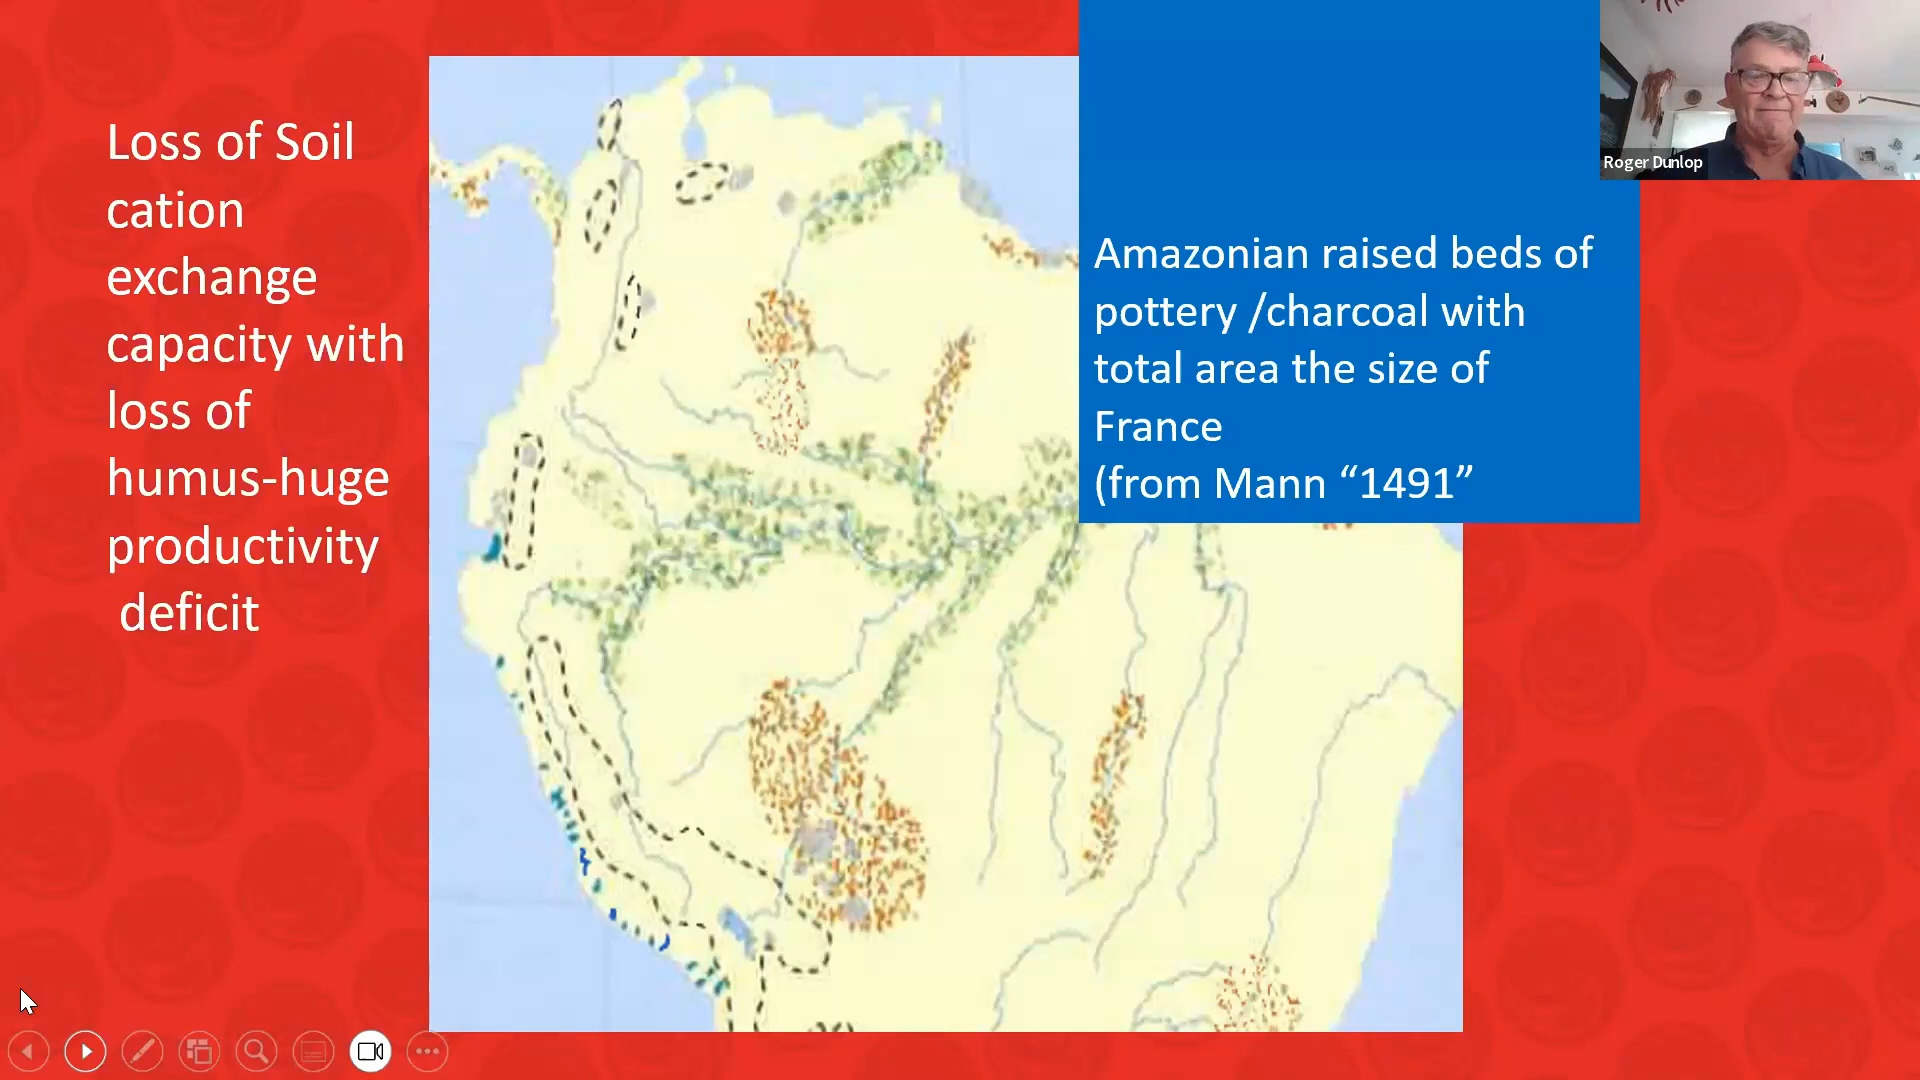 Loss of Soil
cation
exchange
capacity with
loss of
humus-huge
productivity
deficit
Amazonian raised beds of
pottery /charcoal with
total area the size of
France
(from Mann “1491”
Roger Dunlop